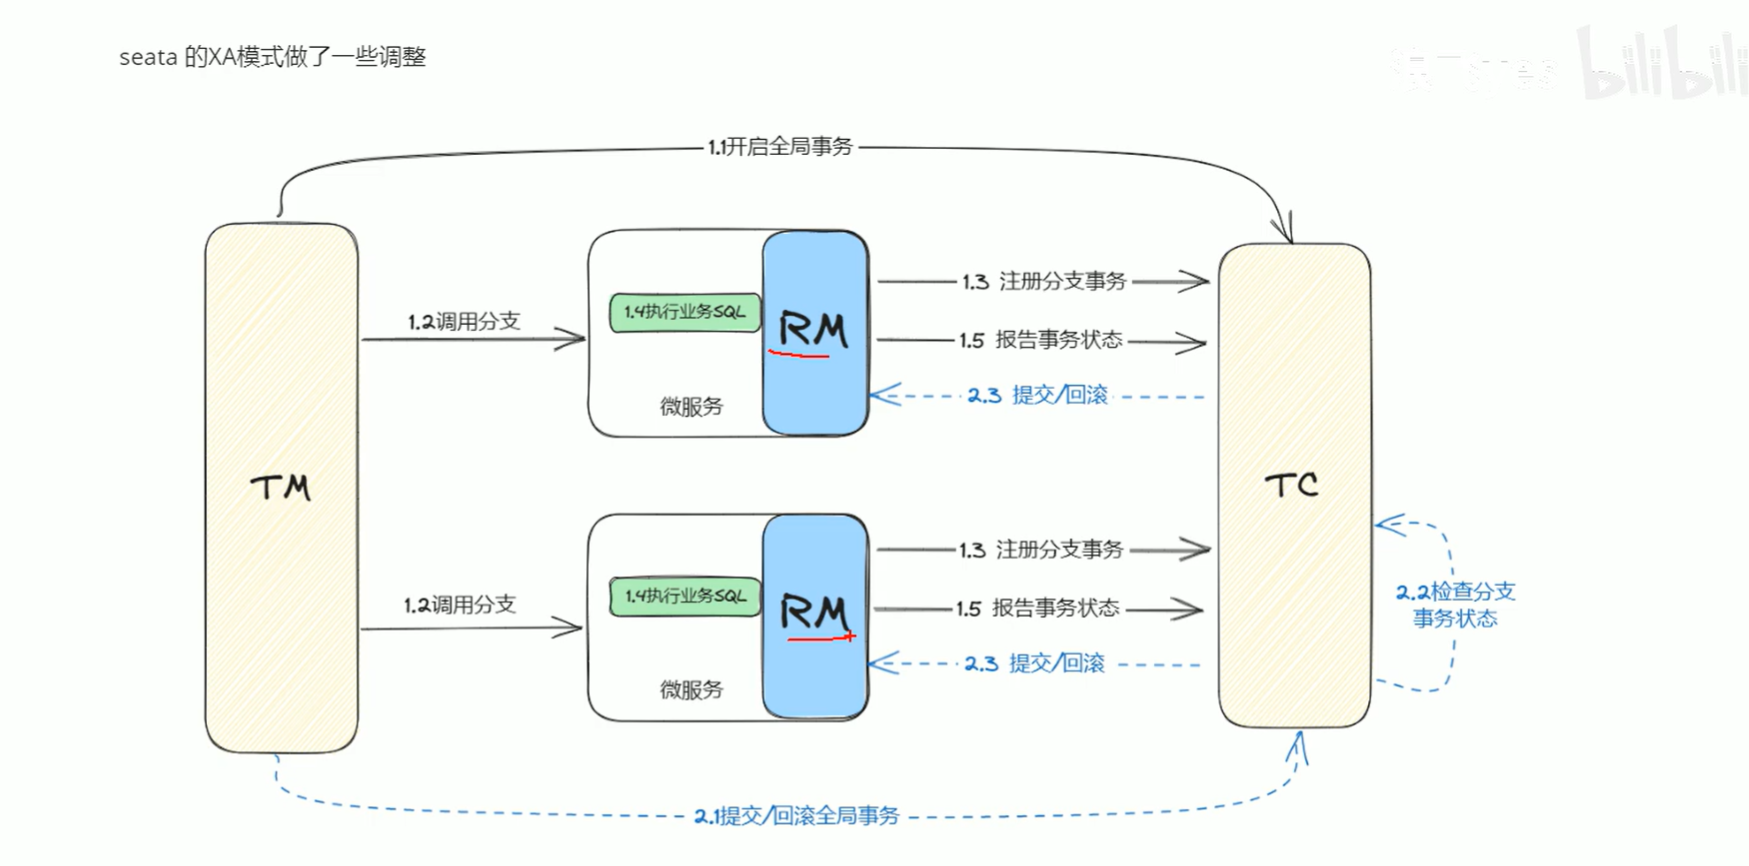 seata 的XA模式做了一些调整
bilibili
1.1开启全局事务
1.2调用分支
1.4执行业务SQL
RM
微服务
1.3 注册分支事务
1.5 报告事务状态
2.3 提交/回滚
TM
TC
1.2调用分支
1.4执行业务SQL
RM
微服务
1.3 注册分支事务
1.5 报告事务状态
2.3 提交/回滚
2.2检查分支
事务状态
2.1提交/回滚全局事务